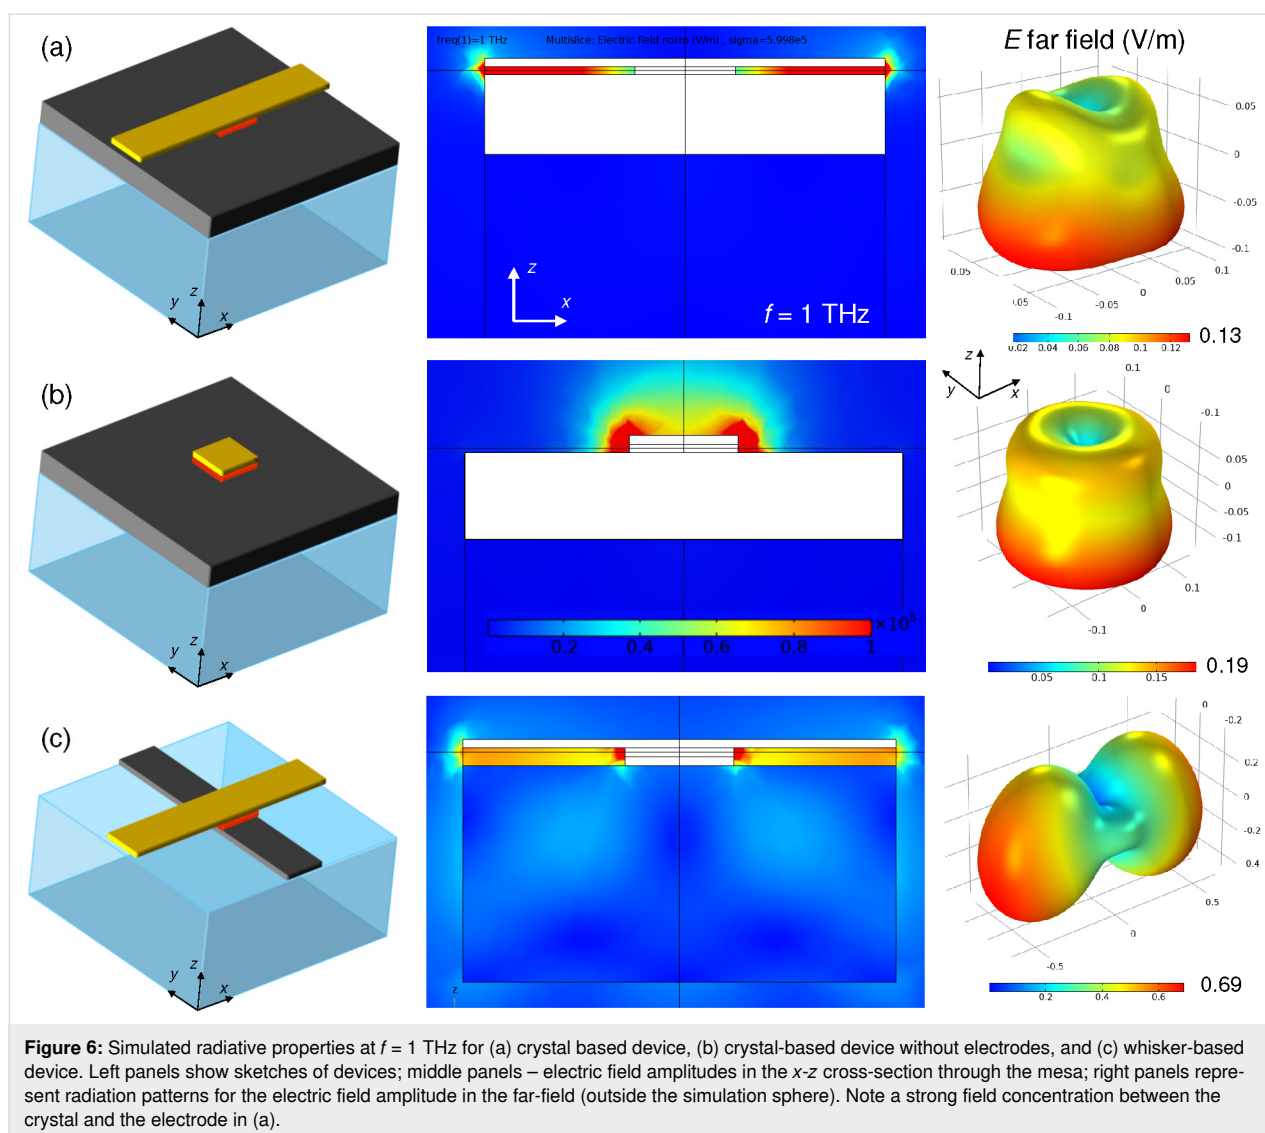 (a)
z
y
x
freq(1)=1 THz Multislice: Electric field norm (V/m) , sigma=5.998e5
z
x
f = 1 THz
E far field (V/m)
0.05
0
-0.05
-0.1
0.1
0.05
0
-0.05
-0.1
0.05
0.05
0.02 0.04 0.06 0.08 0.1 0.12 0.13
(b)
z
y
x
0.2 0.4 0.6 0.8 1 ×10⁵
z
y
x
0.1
0
-0.1
0.05
0
-0.05
-0.1
0.1
0
-0.1
0.05 0.1 0.15 0.19
(c)
z
y
x
z
0
-0.2
0.2
0
-0.2
0.4
0.5
0
-0.5
0.2 0.4 0.6 0.69
Figure 6: Simulated radiative properties at f = 1 THz for (a) crystal based device, (b) crystal-based device without electrodes, and (c) whisker-based
device. Left panels show sketches of devices; middle panels – electric field amplitudes in the x-z cross-section through the mesa; right panels repre-
sent radiation patterns for the electric field amplitude in the far-field (outside the simulation sphere). Note a strong field concentration between the
crystal and the electrode in (a).